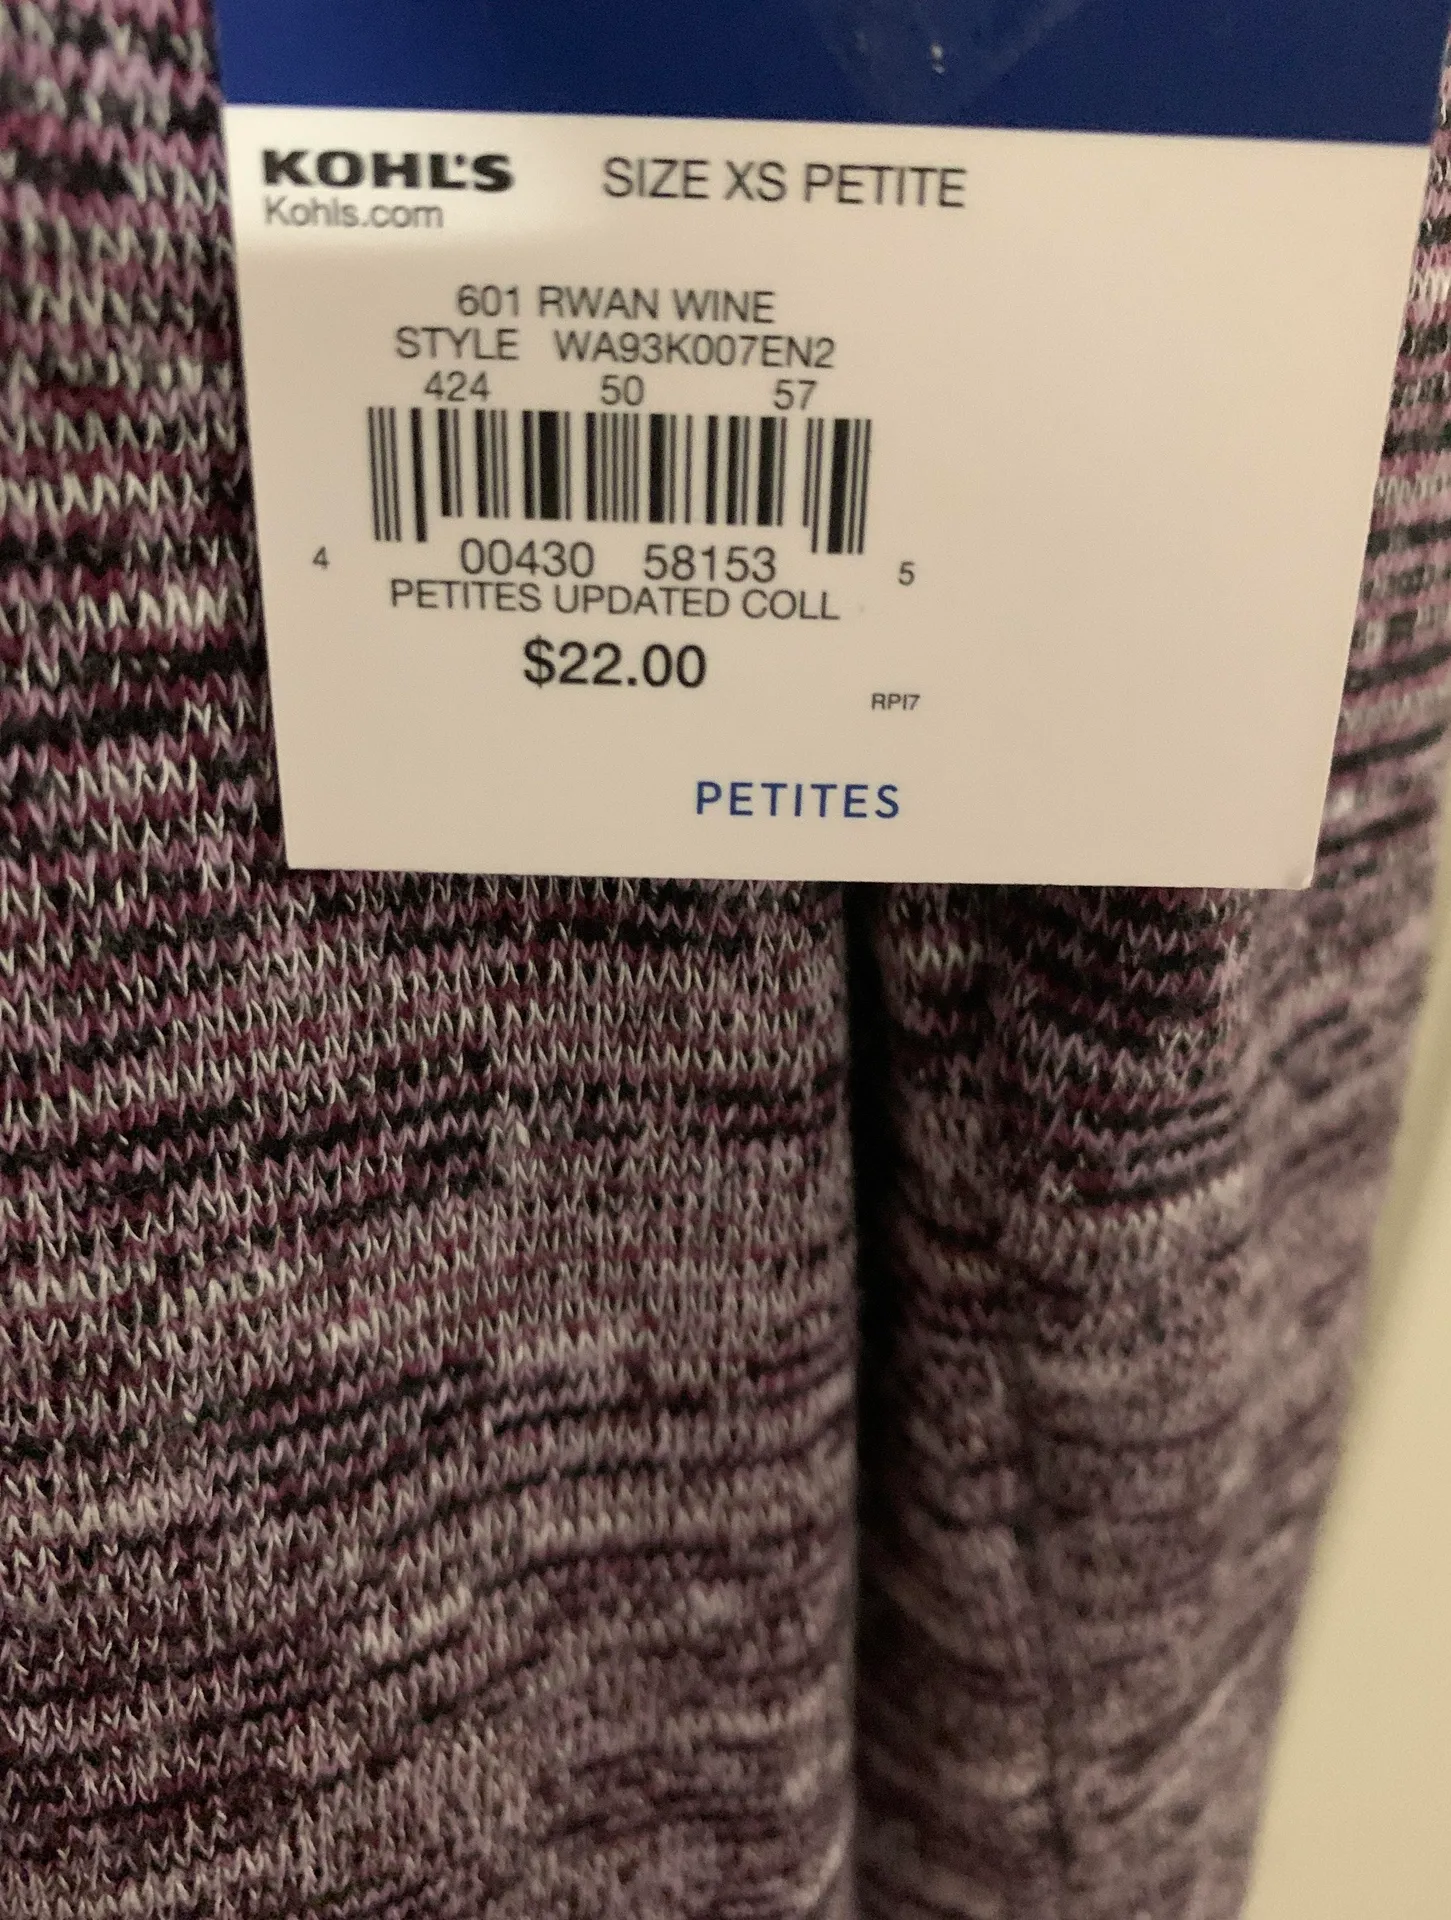 KOHL'S SIZE XS PETITE
Kohls.com
601 RWAN WINE
STYLE WA93K007EN2
424 50 57
4 00430 58153 5
PETITES UPDATED COLL
$22.00
RPI7
PETITES